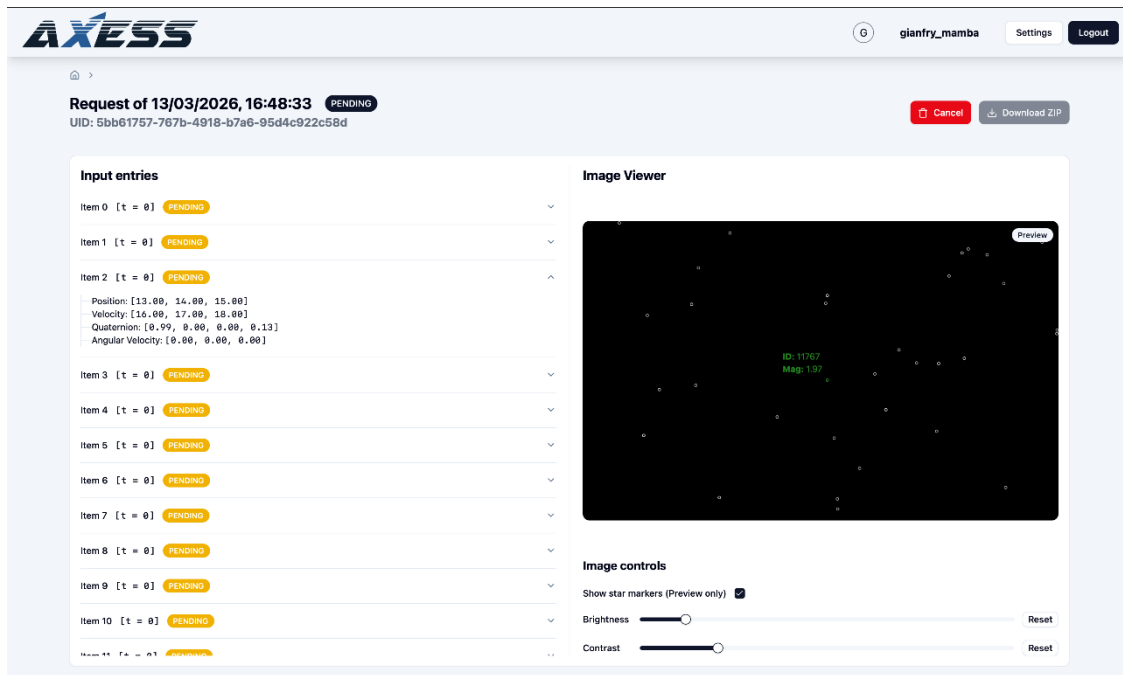 AXESS
G gianfry_mamba Settings Logout
Request of 13/03/2026, 16:48:33 PENDING
UID: 5bb61757-767b-4918-b7a6-95d4c922c58d
Cancel Download ZIP
Input entries
Item 0 [t = 0] PENDING
Item 1 [t = 0] PENDING
Item 2 [t = 0] PENDING
Position: [13.00, 14.00, 15.00]
Velocity: [16.00, 17.00, 18.00]
Quaternion: [0.99, 0.00, 0.00, 0.13]
Angular Velocity: [0.00, 0.00, 0.00]
Item 3 [t = 0] PENDING
Item 4 [t = 0] PENDING
Item 5 [t = 0] PENDING
Item 6 [t = 0] PENDING
Item 7 [t = 0] PENDING
Item 8 [t = 0] PENDING
Item 9 [t = 0] PENDING
Item 10 [t = 0] PENDING
Item 11 [t = 0] PENDING
Image Viewer
Preview
ID: 11767
Mag: 1.97
Image controls
Show star markers (Preview only)
Brightness Reset
Contrast Reset